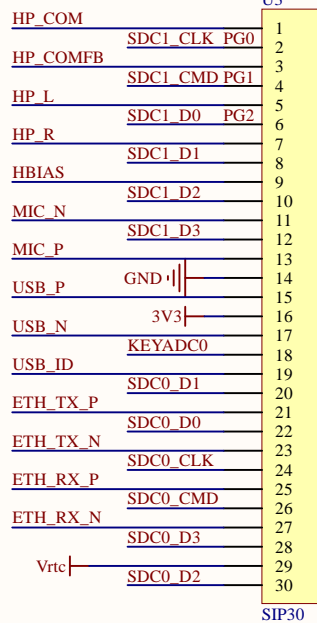 U3
HP_COM 1
SDC1_CLK PG0 2
HP_COMFB 3
SDC1_CMD PG1 4
HP_L 5
SDC1_D0 PG2 6
HP_R 7
SDC1_D1 8
HBIAS 9
SDC1_D2 10
MIC_N 11
SDC1_D3 12
MIC_P 13
GND 14
USB_P 15
3V3 16
USB_N 17
KEYADC0 18
USB_ID 19
SDC0_D1 20
ETH_TX_P 21
SDC0_D0 22
ETH_TX_N 23
SDC0_CLK 24
ETH_RX_P 25
SDC0_CMD 26
ETH_RX_N 27
SDC0_D3 28
Vrtc 29
SDC0_D2 30
SIP30